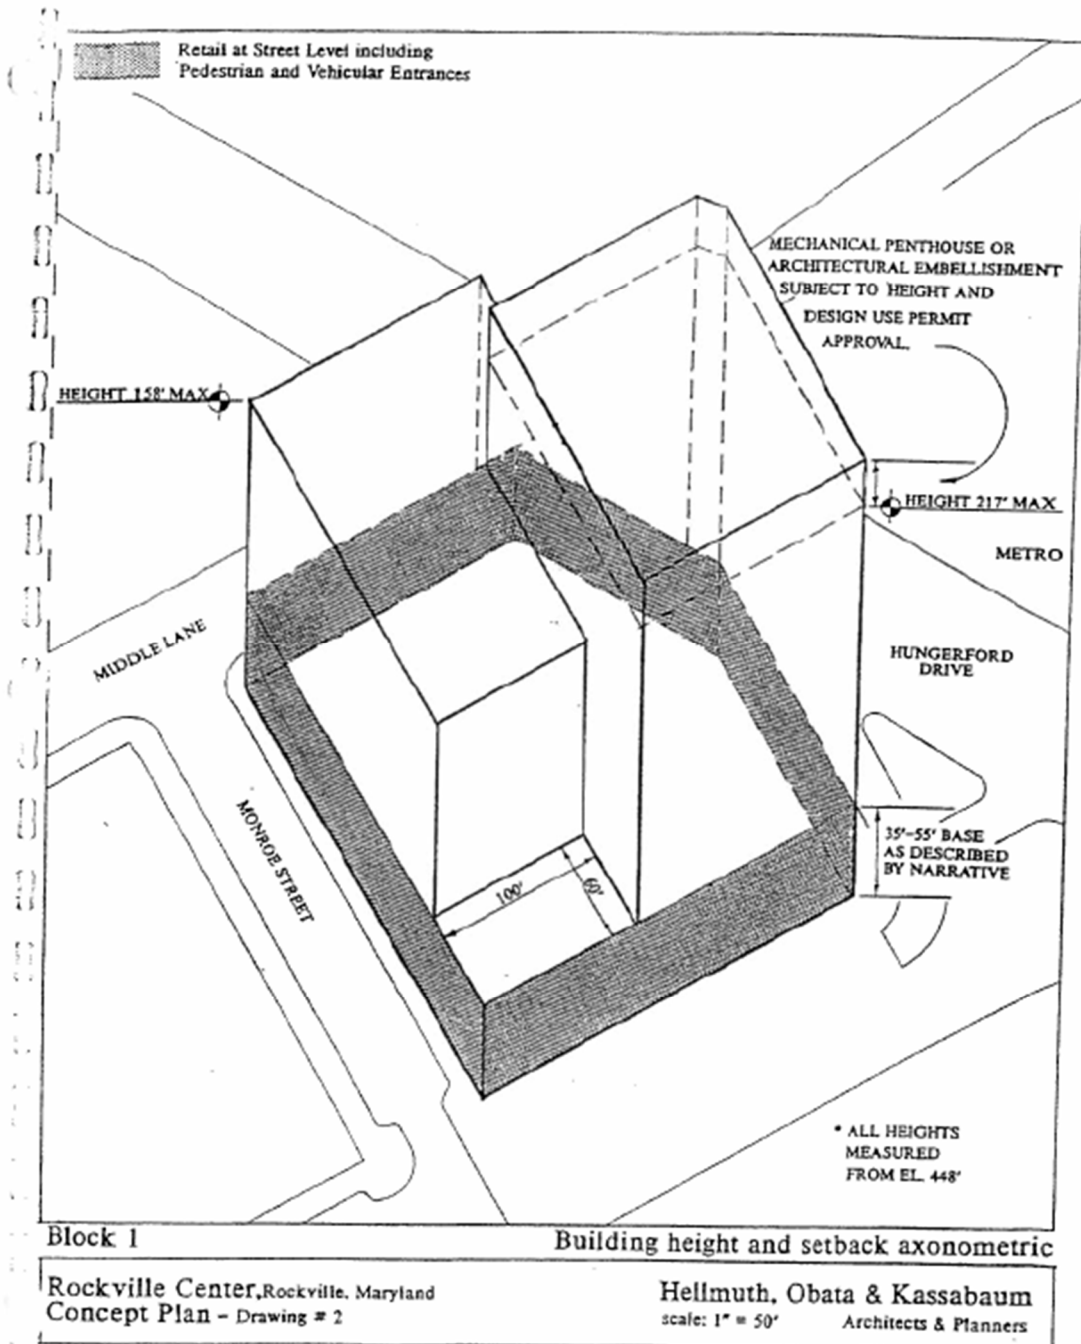 Retail at Street Level including
Pedestrian and Vehicular Entrances
MECHANICAL PENTHOUSE OR
ARCHITECTURAL EMBELLISHMENT
SUBJECT TO HEIGHT AND
DESIGN USE PERMIT
APPROVAL.
HEIGHT 158' MAX
HEIGHT 217' MAX
METRO
MIDDLE LANE
HUNGERFORD
DRIVE
MONROE STREET
35'-55' BASE
AS DESCRIBED
BY NARRATIVE
100'
60'
* ALL HEIGHTS
MEASURED
FROM EL. 448'
Block 1
Building height and setback axonometric
Rockville Center, Rockville, Maryland
Concept Plan - Drawing # 2
Hellmuth, Obata & Kassabaum
scale: 1" = 50' Architects & Planners